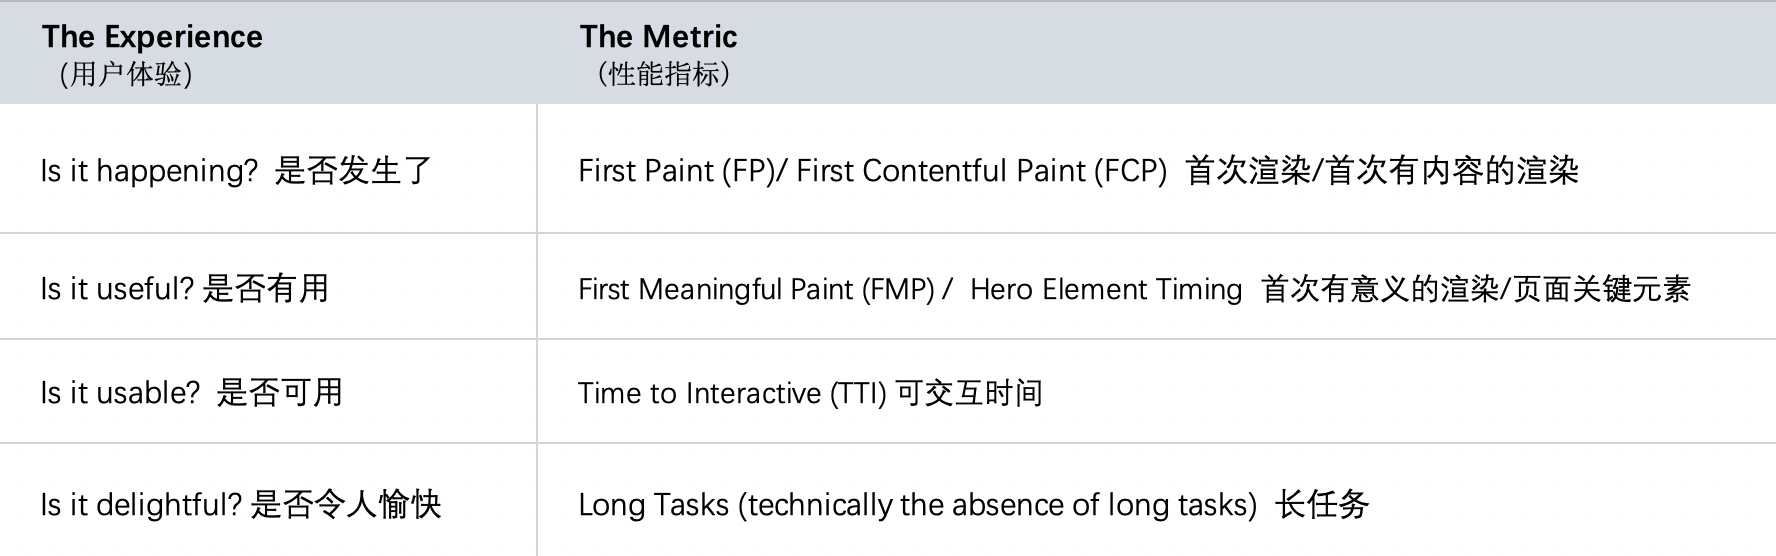 The Experience
(用户体验)
The Metric
（性能指标）
Is it happening? 是否发生了
First Paint (FP)/ First Contentful Paint (FCP) 首次渲染/首次有内容的渲染
Is it useful? 是否有用
First Meaningful Paint (FMP) / Hero Element Timing 首次有意义的渲染/页面关键元素
Is it usable? 是否可用
Time to Interactive (TTI) 可交互时间
Is it delightful? 是否令人愉快
Long Tasks (technically the absence of long tasks) 长任务